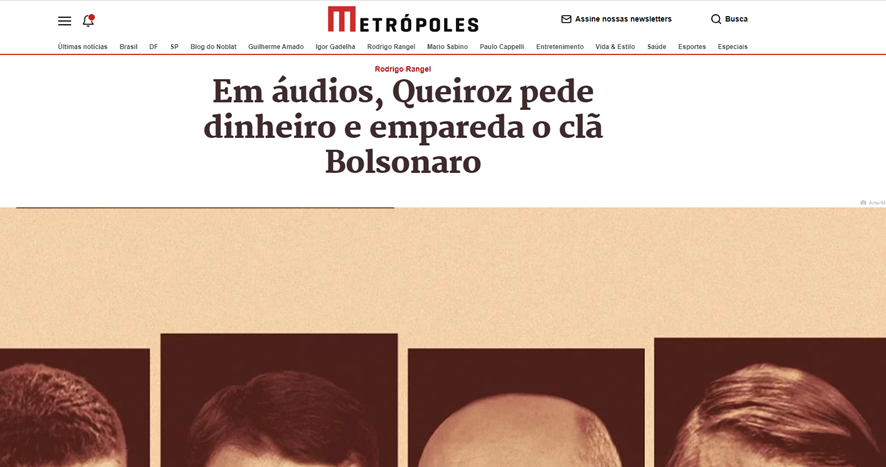 METRÓPOLES
Assine nossas newsletters
Busca
Últimas notícias Brasil DF SP Blog do Noblat Guilherme Amado Igor Gadelha Rodrigo Rangel Mario Sabino Paulo Cappelli Entretenimento Vida & Estilo Saúde Esportes Especiais
Rodrigo Rangel
Em áudios, Queiroz pede
dinheiro e empareda o clã
Bolsonaro